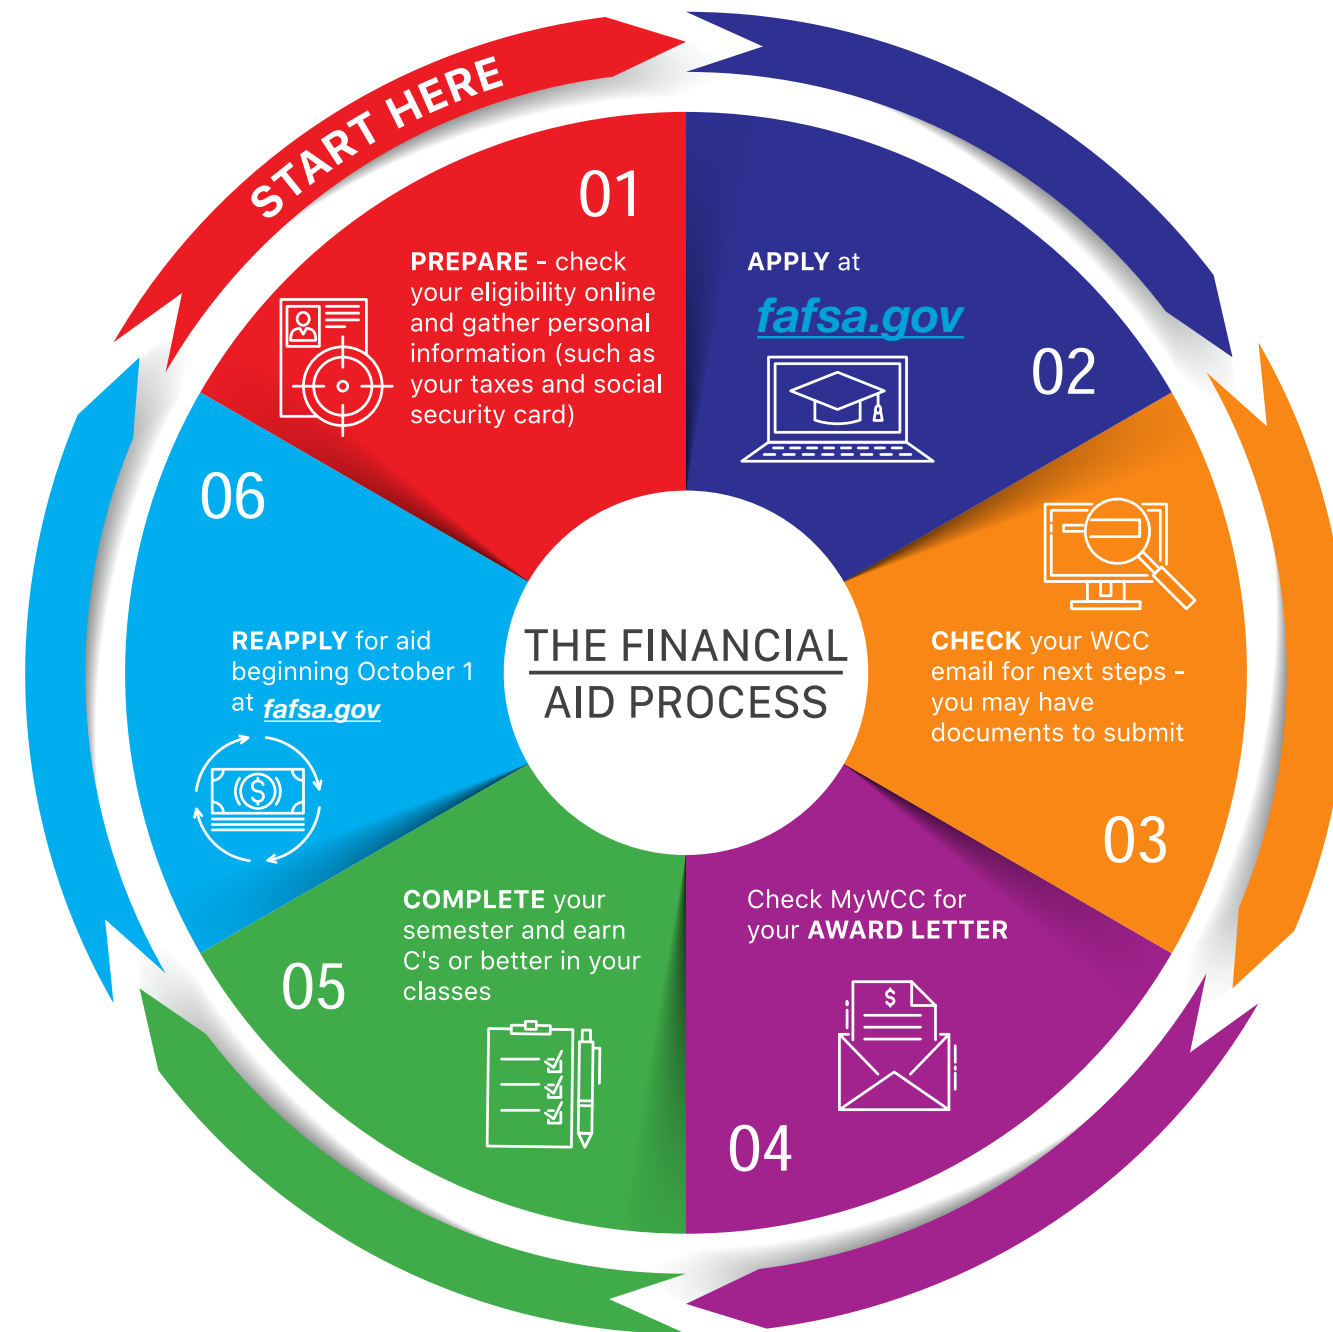 START HERE
01
PREPARE - check
your eligibility online
and gather personal
information (such as
your taxes and social
security card)
APPLY at
fafsa.gov
02
CHECK your WCC
email for next steps -
you may have
documents to submit
03
Check MyWCC for
your AWARD LETTER
$
04
COMPLETE your
semester and earn
C's or better in your
classes
05
06
REAPPLY for aid
beginning October 1
at fafsa.gov
$
THE FINANCIAL
AID PROCESS